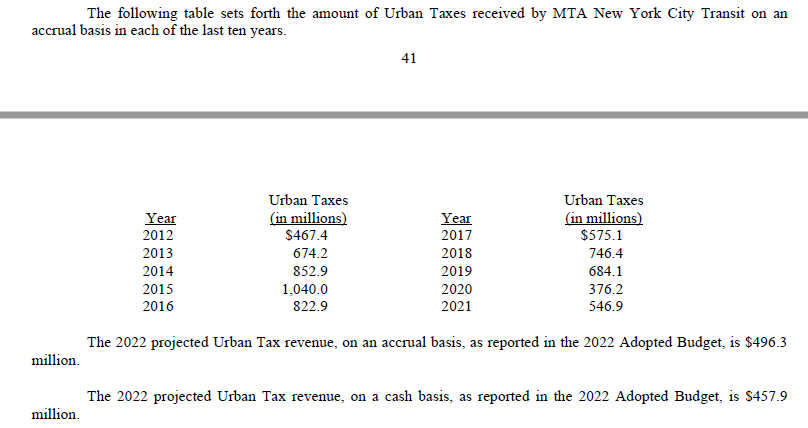 The following table sets forth the amount of Urban Taxes received by MTA New York City Transit on an
accrual basis in each of the last ten years.
41
Urban Taxes Urban Taxes
Year (in millions) Year (in millions)
2012 $467.4 2017 $575.1
2013 674.2 2018 746.4
2014 852.9 2019 684.1
2015 1,040.0 2020 376.2
2016 822.9 2021 546.9
The 2022 projected Urban Tax revenue, on an accrual basis, as reported in the 2022 Adopted Budget, is $496.3
million.
The 2022 projected Urban Tax revenue, on a cash basis, as reported in the 2022 Adopted Budget, is $457.9
million.